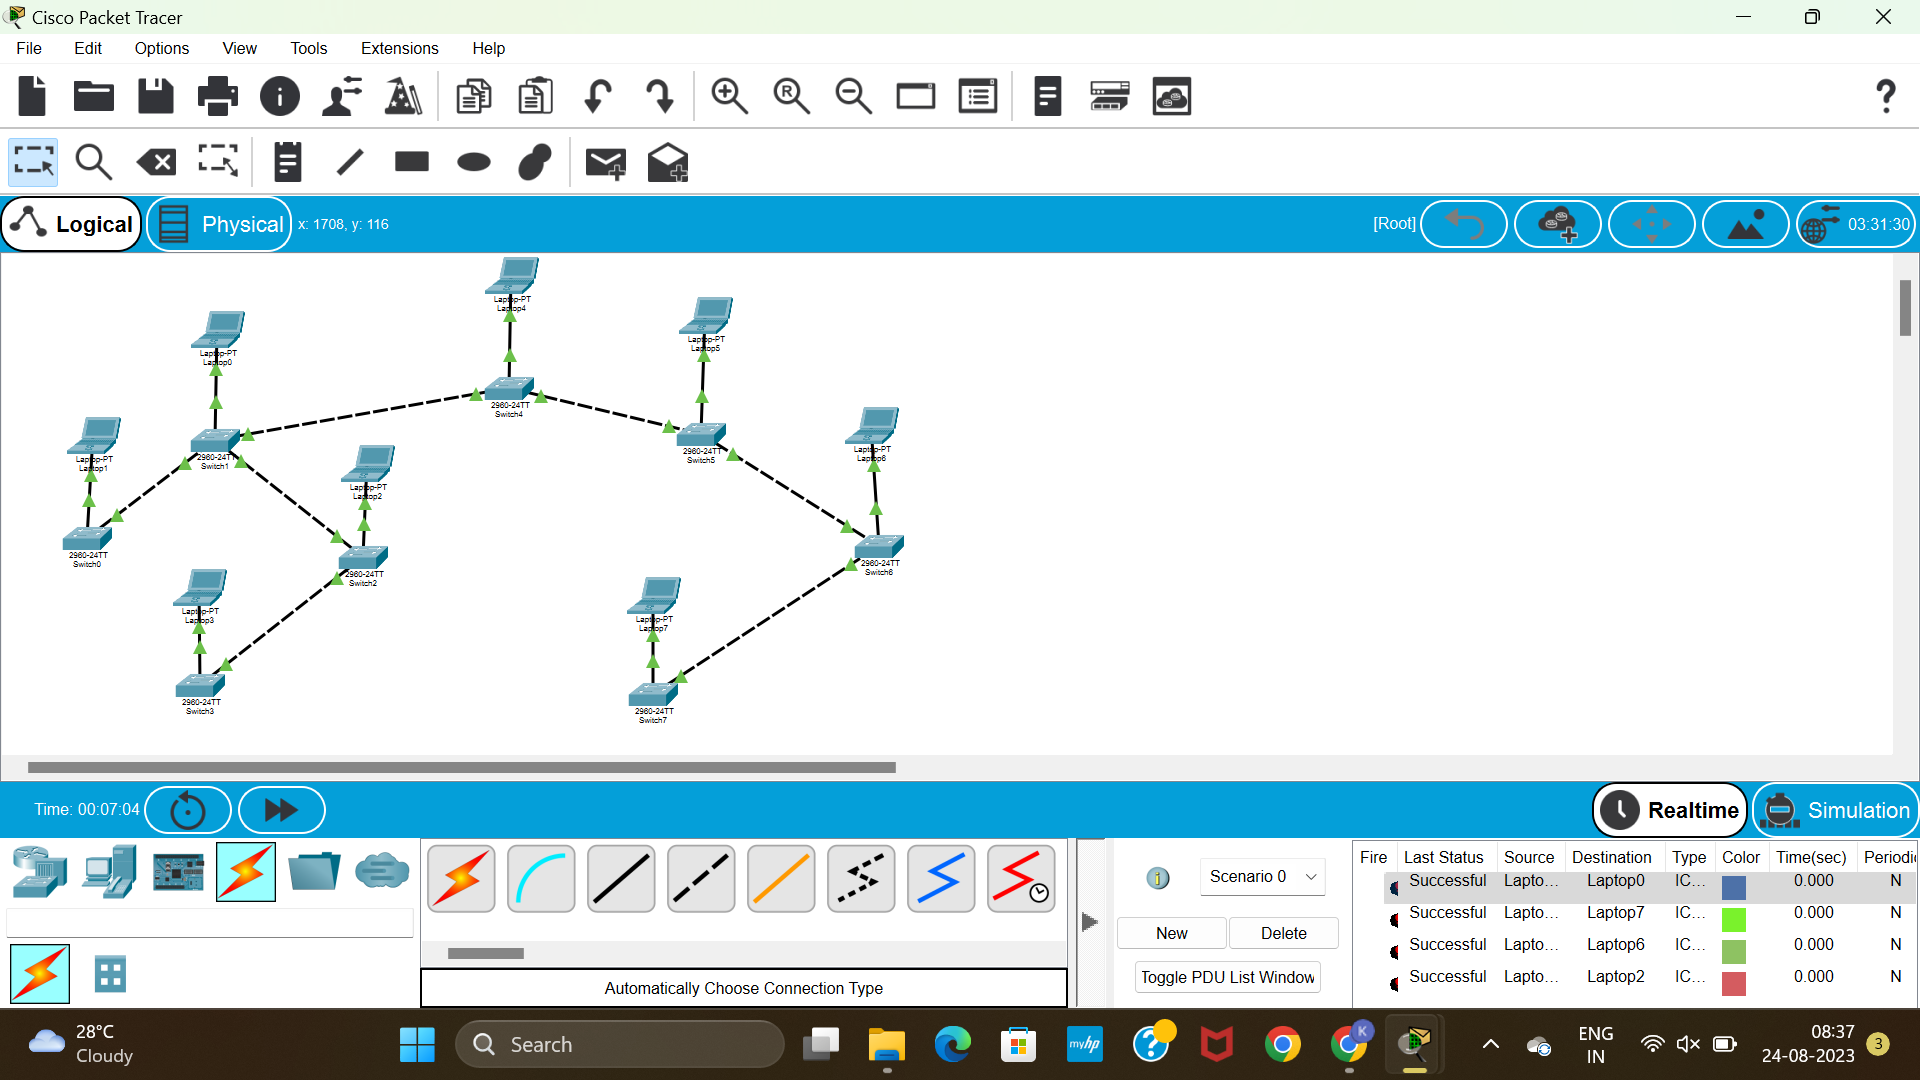 Cisco Packet Tracer
File Edit Options View Tools Extensions Help
Logical Physical x: 1708, y: 116 [Root] 03:31:30
Laptop-PT
Laptop4
Laptop-PT
Laptop5
Laptop-PT
Laptop0
2960-24TT
Switch4
Laptop-PT
Laptop1
2960-24TT
Switch1
2960-24TT
Switch5
Laptop-PT
Laptop6
Laptop-PT
Laptop2
2960-24TT
Switch0
2960-24TT
Switch2
2960-24TT
Switch6
Laptop-PT
Laptop3
Laptop-PT
Laptop7
2960-24TT
Switch3
2960-24TT
Switch7
Time: 00:07:04 Realtime Simulation
Scenario 0
New Delete
Toggle PDU List Window
Automatically Choose Connection Type
Fire Last Status Source Destination Type Color Time(sec) Periodic
Successful Lapto... Laptop0 IC... 0.000 N
Successful Lapto... Laptop7 IC... 0.000 N
Successful Lapto... Laptop6 IC... 0.000 N
Successful Lapto... Laptop2 IC... 0.000 N
28°C
Cloudy
Search
myhp
K
ENG
IN
08:37
24-08-2023
3